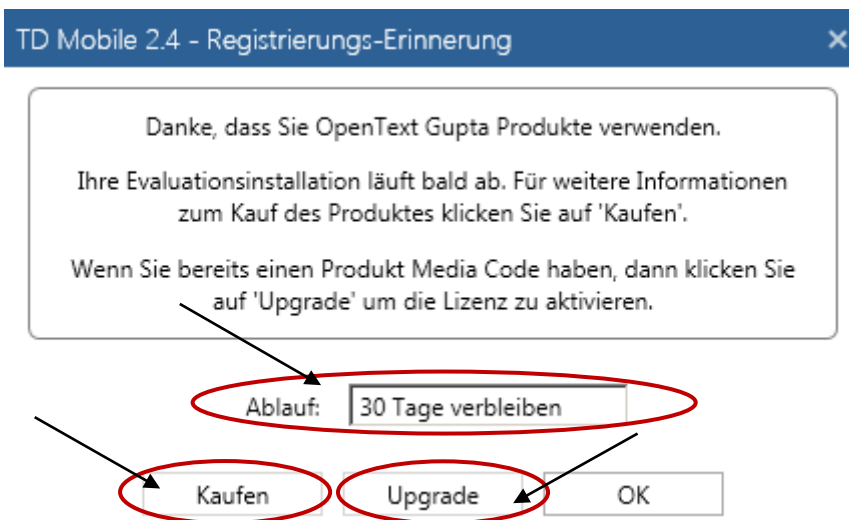 TD Mobile 2.4 - Registrierungs-Erinnerung
Danke, dass Sie OpenText Gupta Produkte verwenden.
Ihre Evaluationsinstallation läuft bald ab. Für weitere Informationen
zum Kauf des Produktes klicken Sie auf 'Kaufen'.
Wenn Sie bereits einen Produkt Media Code haben, dann klicken Sie
auf 'Upgrade' um die Lizenz zu aktivieren.
Ablauf: 30 Tage verbleiben
Kaufen Upgrade OK